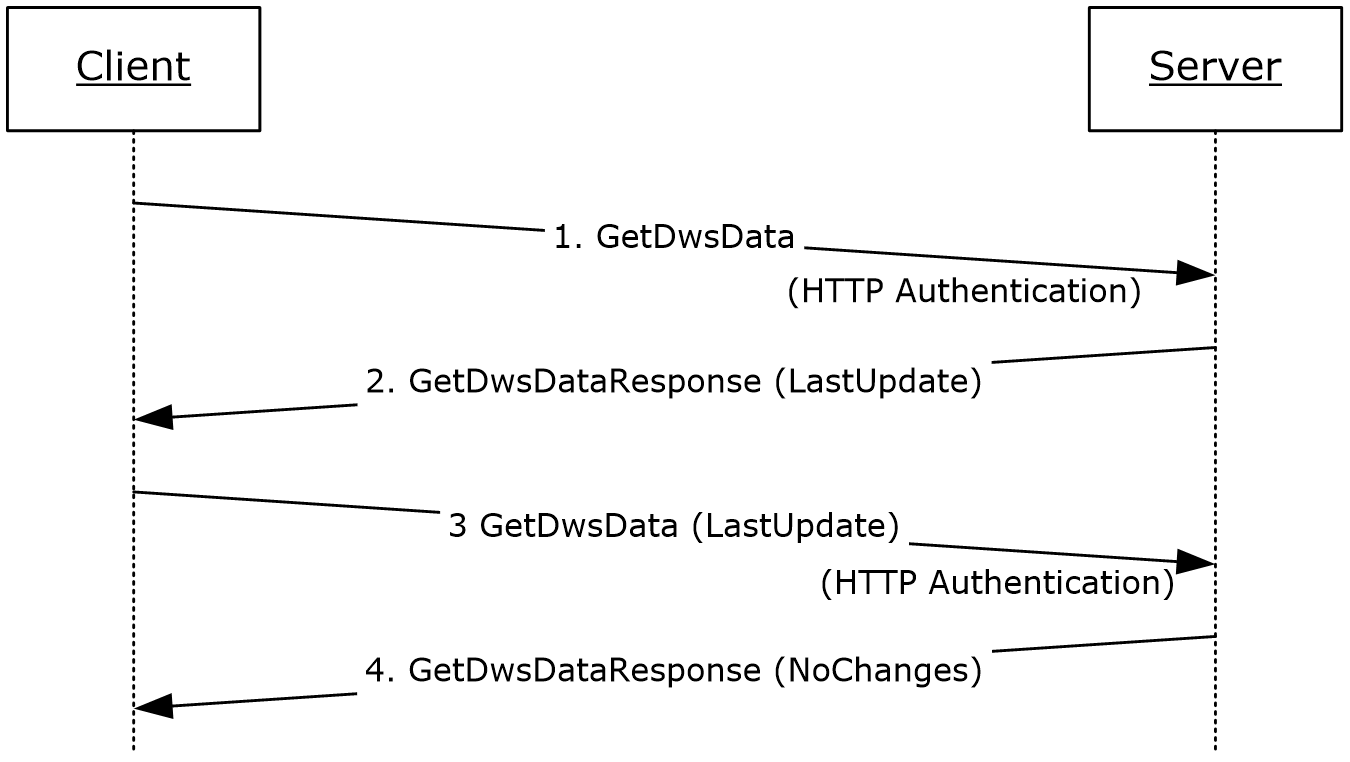 Client
Server
1. GetDwsData
(HTTP Authentication)
2. GetDwsDataResponse (LastUpdate)
3 GetDwsData (LastUpdate)
(HTTP Authentication)
4. GetDwsDataResponse (NoChanges)